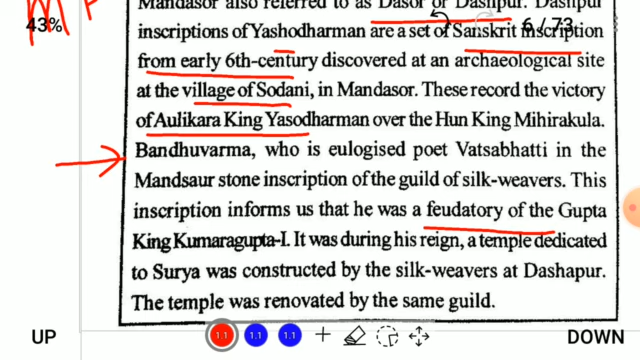 Mandasor also referred to as Dasor or Dashpur. Dashpur
43%
6 / 73
inscriptions of Yashodharman are a set of Sanskrit inscription
from early 6th-century discovered at an archaeological site
at the village of Sodani, in Mandasor. These record the victory
of Aulikara King Yasodharman over the Hun King Mihirakula.
Bandhuvarma, who is eulogised poet Vatsabhatti in the
Mandsaur stone inscription of the guild of silk-weavers. This
inscription informs us that he was a feudatory of the Gupta
King Kumaragupta-I. It was during his reign, a temple dedicated
to Surya was constructed by the silk-weavers at Dashapur.
The temple was renovated by the same guild.
UP
1.1
1.1
1.1
DOWN